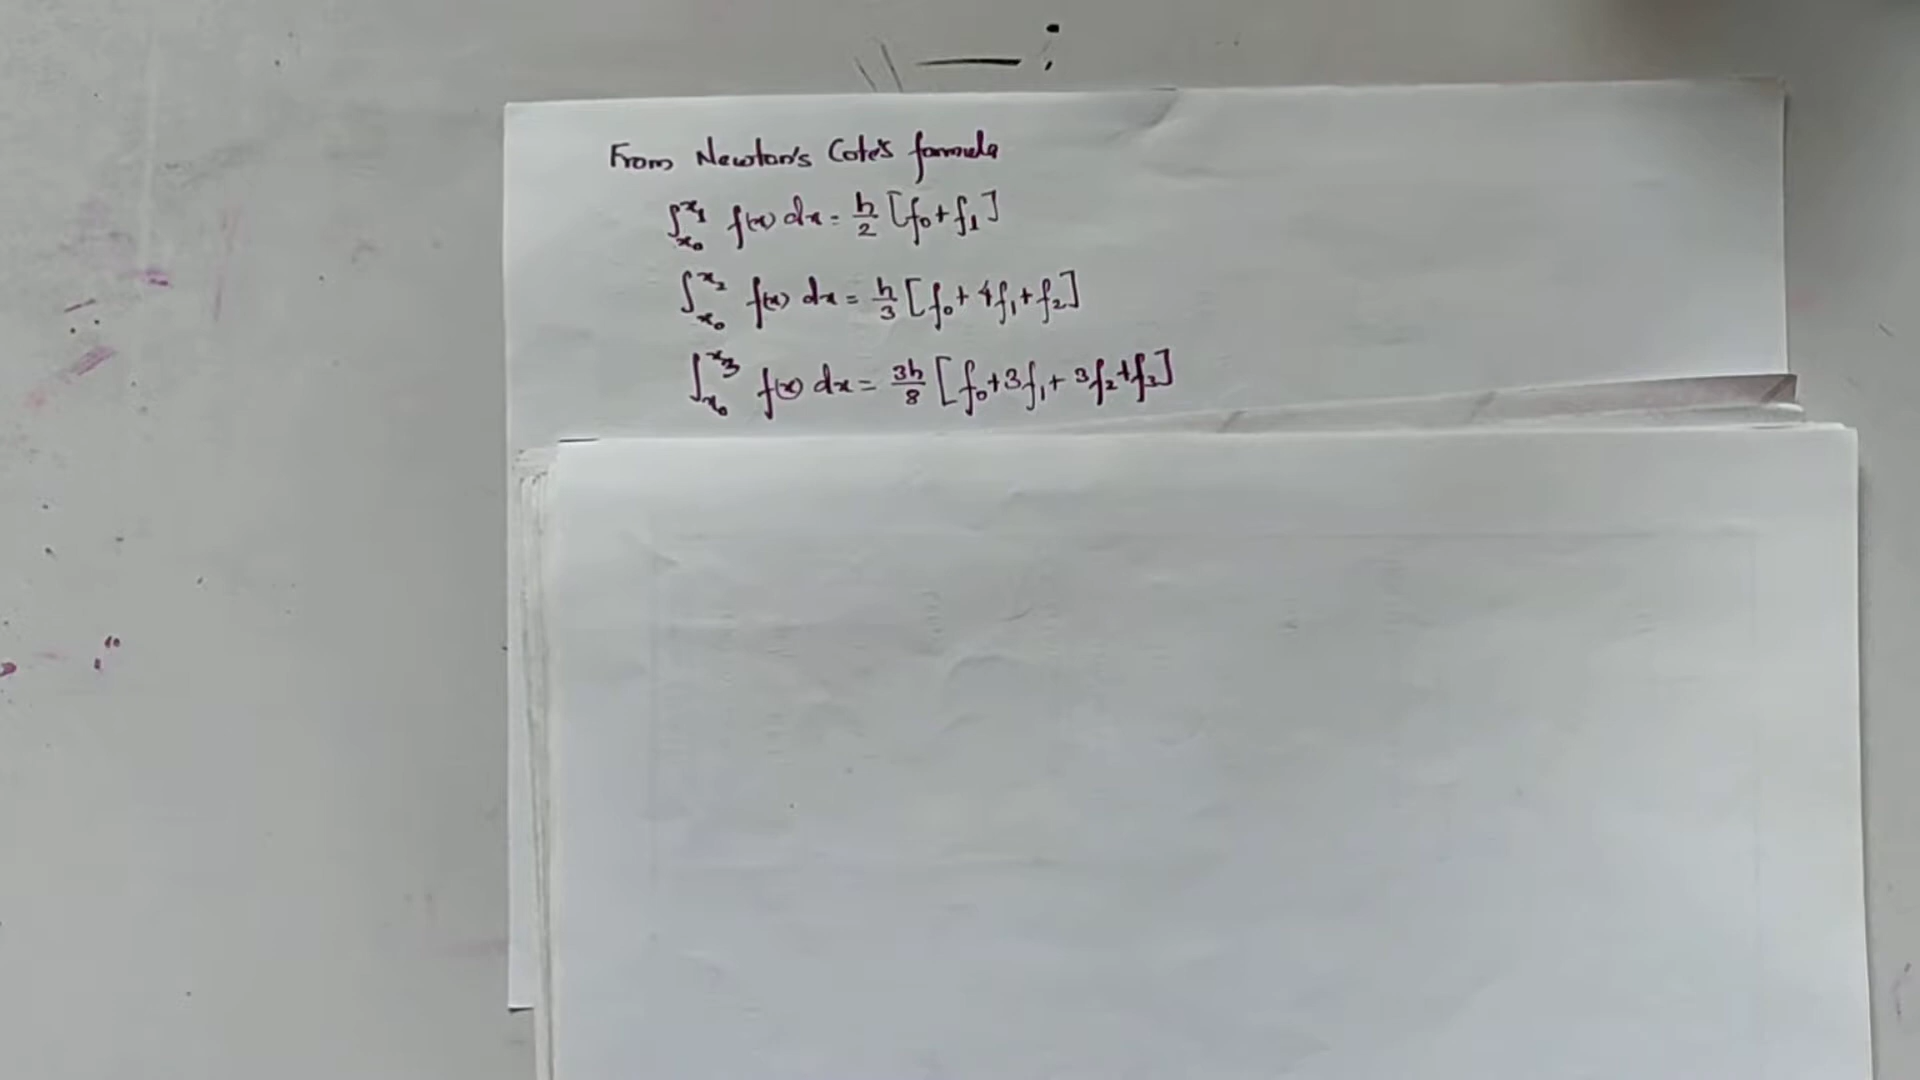 From Newton's Cote's formula
∫_{x₀}^{x₁} f(x) dx = h/2 [f₀ + f₁]
∫_{x₀}^{x₂} f(x) dx = h/3 [f₀ + 4f₁ + f₂]
∫_{x₀}^{x₃} f(x) dx = 3h/8 [f₀ + 3f₁ + 3f₂ + f₃]